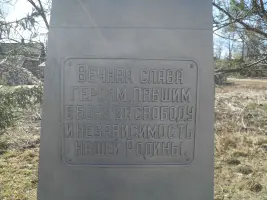 Вечная слава
героям, павшим
в боях за свободу
и независимость
нашей Родины.